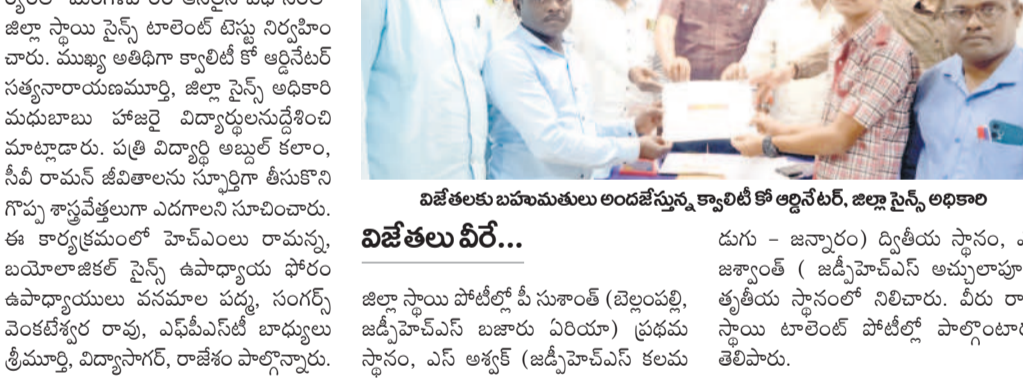 జిల్లా స్థాయి సైన్స్ టాలెంట్ టెస్టు నిర్వహిం
చారు. ముఖ్య అతిథిగా క్వాలిటీ కో ఆర్డినేటర్
సత్యనారాయణమూర్తి, జిల్లా సైన్స్ అధికారి
మధుబాబు హాజరై విద్యార్థులనుద్దేశించి
మాట్లాడారు. పత్రి విద్యార్థి అబ్దుల్ కలాం,
సీవీ రామన్ జీవితాలను స్ఫూర్తిగా తీసుకొని
గొప్ప శాస్త్రవేత్తలుగా ఎదగాలని సూచించారు.
ఈ కార్యక్రమంలో హెచ్ఎంలు రామన్న,
బయోలాజికల్ సైన్స్ ఉపాధ్యాయ ఫోరం
ఉపాధ్యాయులు వనమాల పద్మ, సంగర్స్
వెంకటేశ్వర రావు, ఎఫ్‌పీఎస్‌టీ బాధ్యులు
శ్రీమూర్తి, విద్యాసాగర్, రాజేశం పాల్గొన్నారు.
విజేతలకు బహుమతులు అందజేస్తున్న క్వాలిటీ కో ఆర్డినేటర్, జిల్లా సైన్స్ అధికారి
విజేతలు వీరే...
జిల్లా స్థాయి పోటీల్లో పీ సుశాంత్ (బెల్లంపల్లి,
జడ్పీహెచ్ఎస్ బజారు ఏరియా) ప్రథమ
స్థానం, ఎస్ అశ్వక్ (జడ్పీహెచ్ఎస్ కలమ
డుగు – జన్నారం) ద్వితీయ స్థానం,
జశ్వాంత్ ( జడ్పీహెచ్ఎస్ అచ్చులాపూ
తృతీయ స్థానంలో నిలిచారు. వీరు రా
స్థాయి టాలెంట్ పోటీల్లో పాల్గొంటార
తెలిపారు.